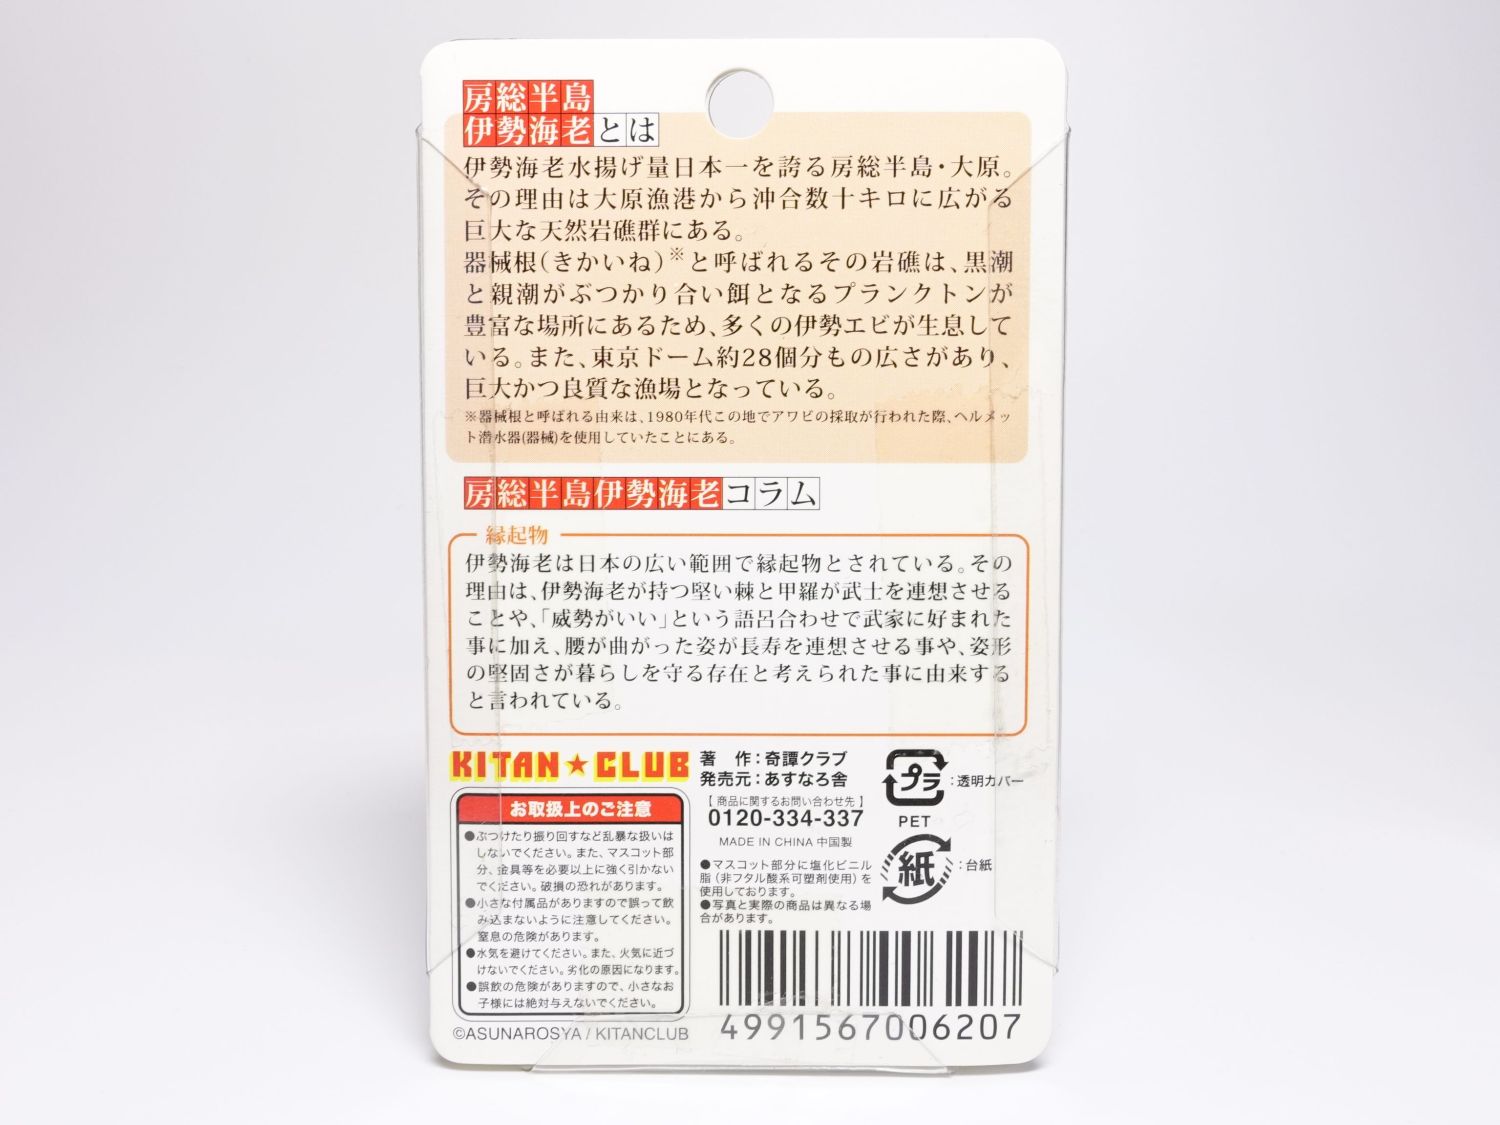 房総半島
伊勢海老とは
伊勢海老水揚げ量日本一を誇る房総半島・大原。
その理由は大原漁港から沖合数十キロに広がる
巨大な天然岩礁群にある。
器械根(きかいね)※と呼ばれるその岩礁は、黒潮
と親潮がぶつかり合い餌となるプランクトンが
豊富な場所にあるため、多くの伊勢エビが生息して
いる。また、東京ドーム約28個分もの広さがあり、
巨大かつ良質な漁場となっている。
※器械根と呼ばれる由来は、1980年代この地でアワビの採取が行われた際、ヘルメッ
ト潜水器(器械)を使用していたことにある。
房総半島伊勢海老コラム
縁起物
伊勢海老は日本の広い範囲で縁起物とされている。その
理由は、伊勢海老が持つ堅い棘と甲羅が武士を連想させる
ことや、「威勢がいい」という語呂合わせで武家に好まれた
事に加え、腰が曲がった姿が長寿を連想させる事や、姿形
の堅固さが暮らしを守る存在と考えられた事に由来する
と言われている。
KITAN★CLUB
お取扱上のご注意
●ぶつけたり振り回すなど乱暴な扱いは
しないでください。また、マスコット部
分、金具等を必要以上に強く引かない
でください。破損の恐れがあります。
●小さな付属品がありますので誤って飲
み込まないように注意してください。
窒息の危険があります。
●水気を避けてください。また、火気に近づ
けないでください。劣化の原因になります。
●誤飲の危険がありますので、小さなお
子様には絶対与えないでください。
©ASUNAROSYA / KITANCLUB
著 作:奇譚クラブ
発売元:あすなろ舎
【商品に関するお問い合わせ先】
0120-334-337
MADE IN CHINA 中国製
●マスコット部分に塩化ビニル樹
脂(非フタル酸系可塑剤使用)を
使用しております。
●写真と実際の商品は異なる場
合があります。
プラ:透明カバー
PET
紙:台紙
4991567006207